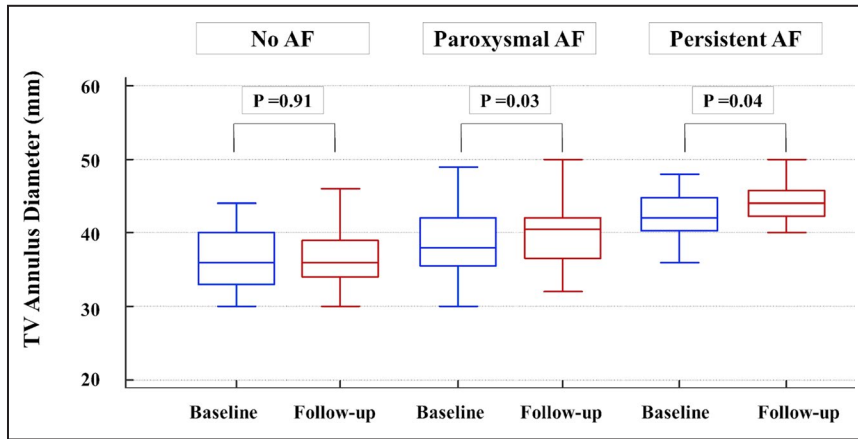 No AF Paroxysmal AF Persistent AF
TV Annulus Diameter (mm)
60
50
40
30
20
P =0.91 P =0.03 P =0.04
Baseline Follow-up Baseline Follow-up Baseline Follow-up